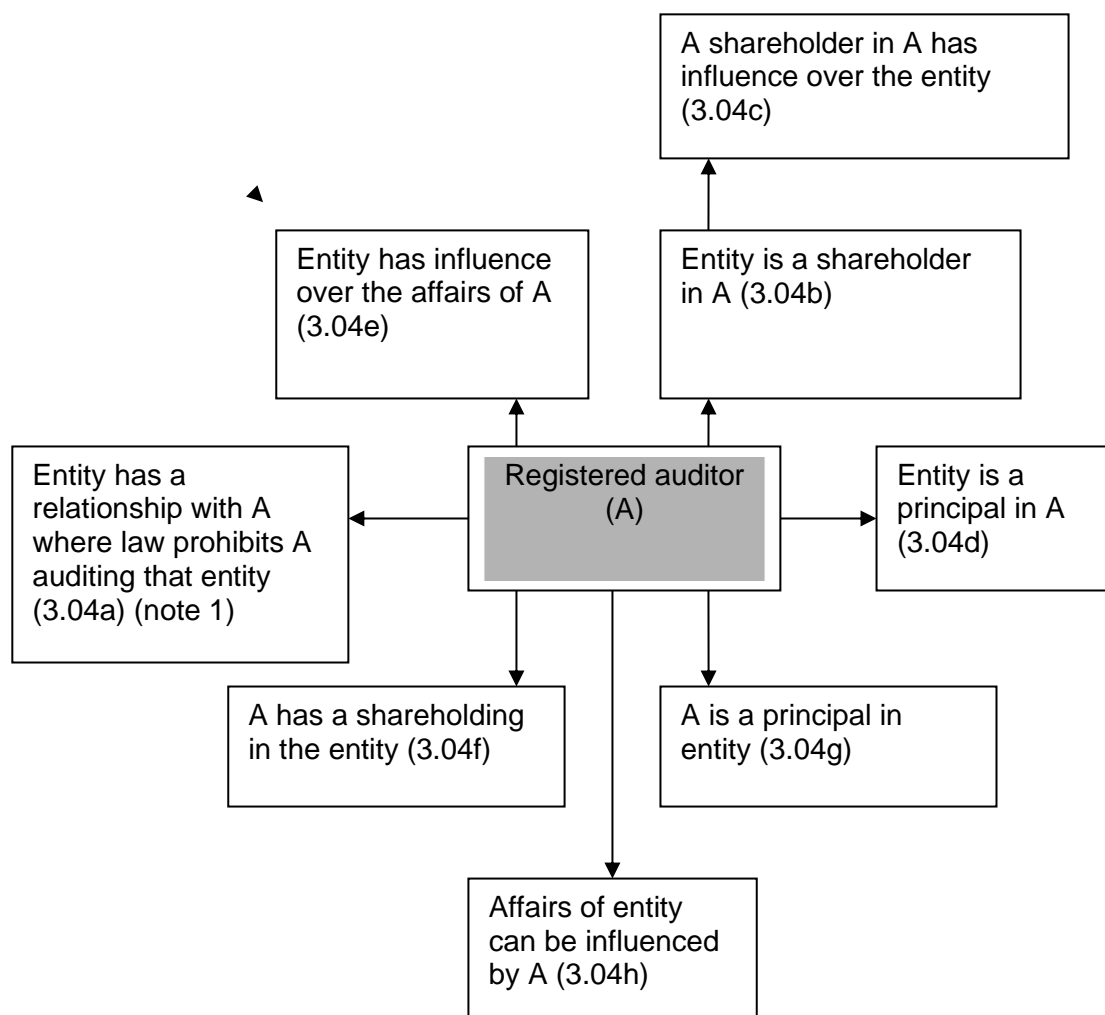 A shareholder in A has
influence over the entity
(3.04c)
Entity has influence
over the affairs of A
(3.04e)
Entity is a shareholder
in A (3.04b)
Entity has a
relationship with A
where law prohibits A
auditing that entity
(3.04a) (note 1)
Registered auditor
(A)
Entity is a
principal in A
(3.04d)
A has a shareholding
in the entity (3.04f)
A is a principal in
entity (3.04g)
Affairs of entity
can be influenced
by A (3.04h)